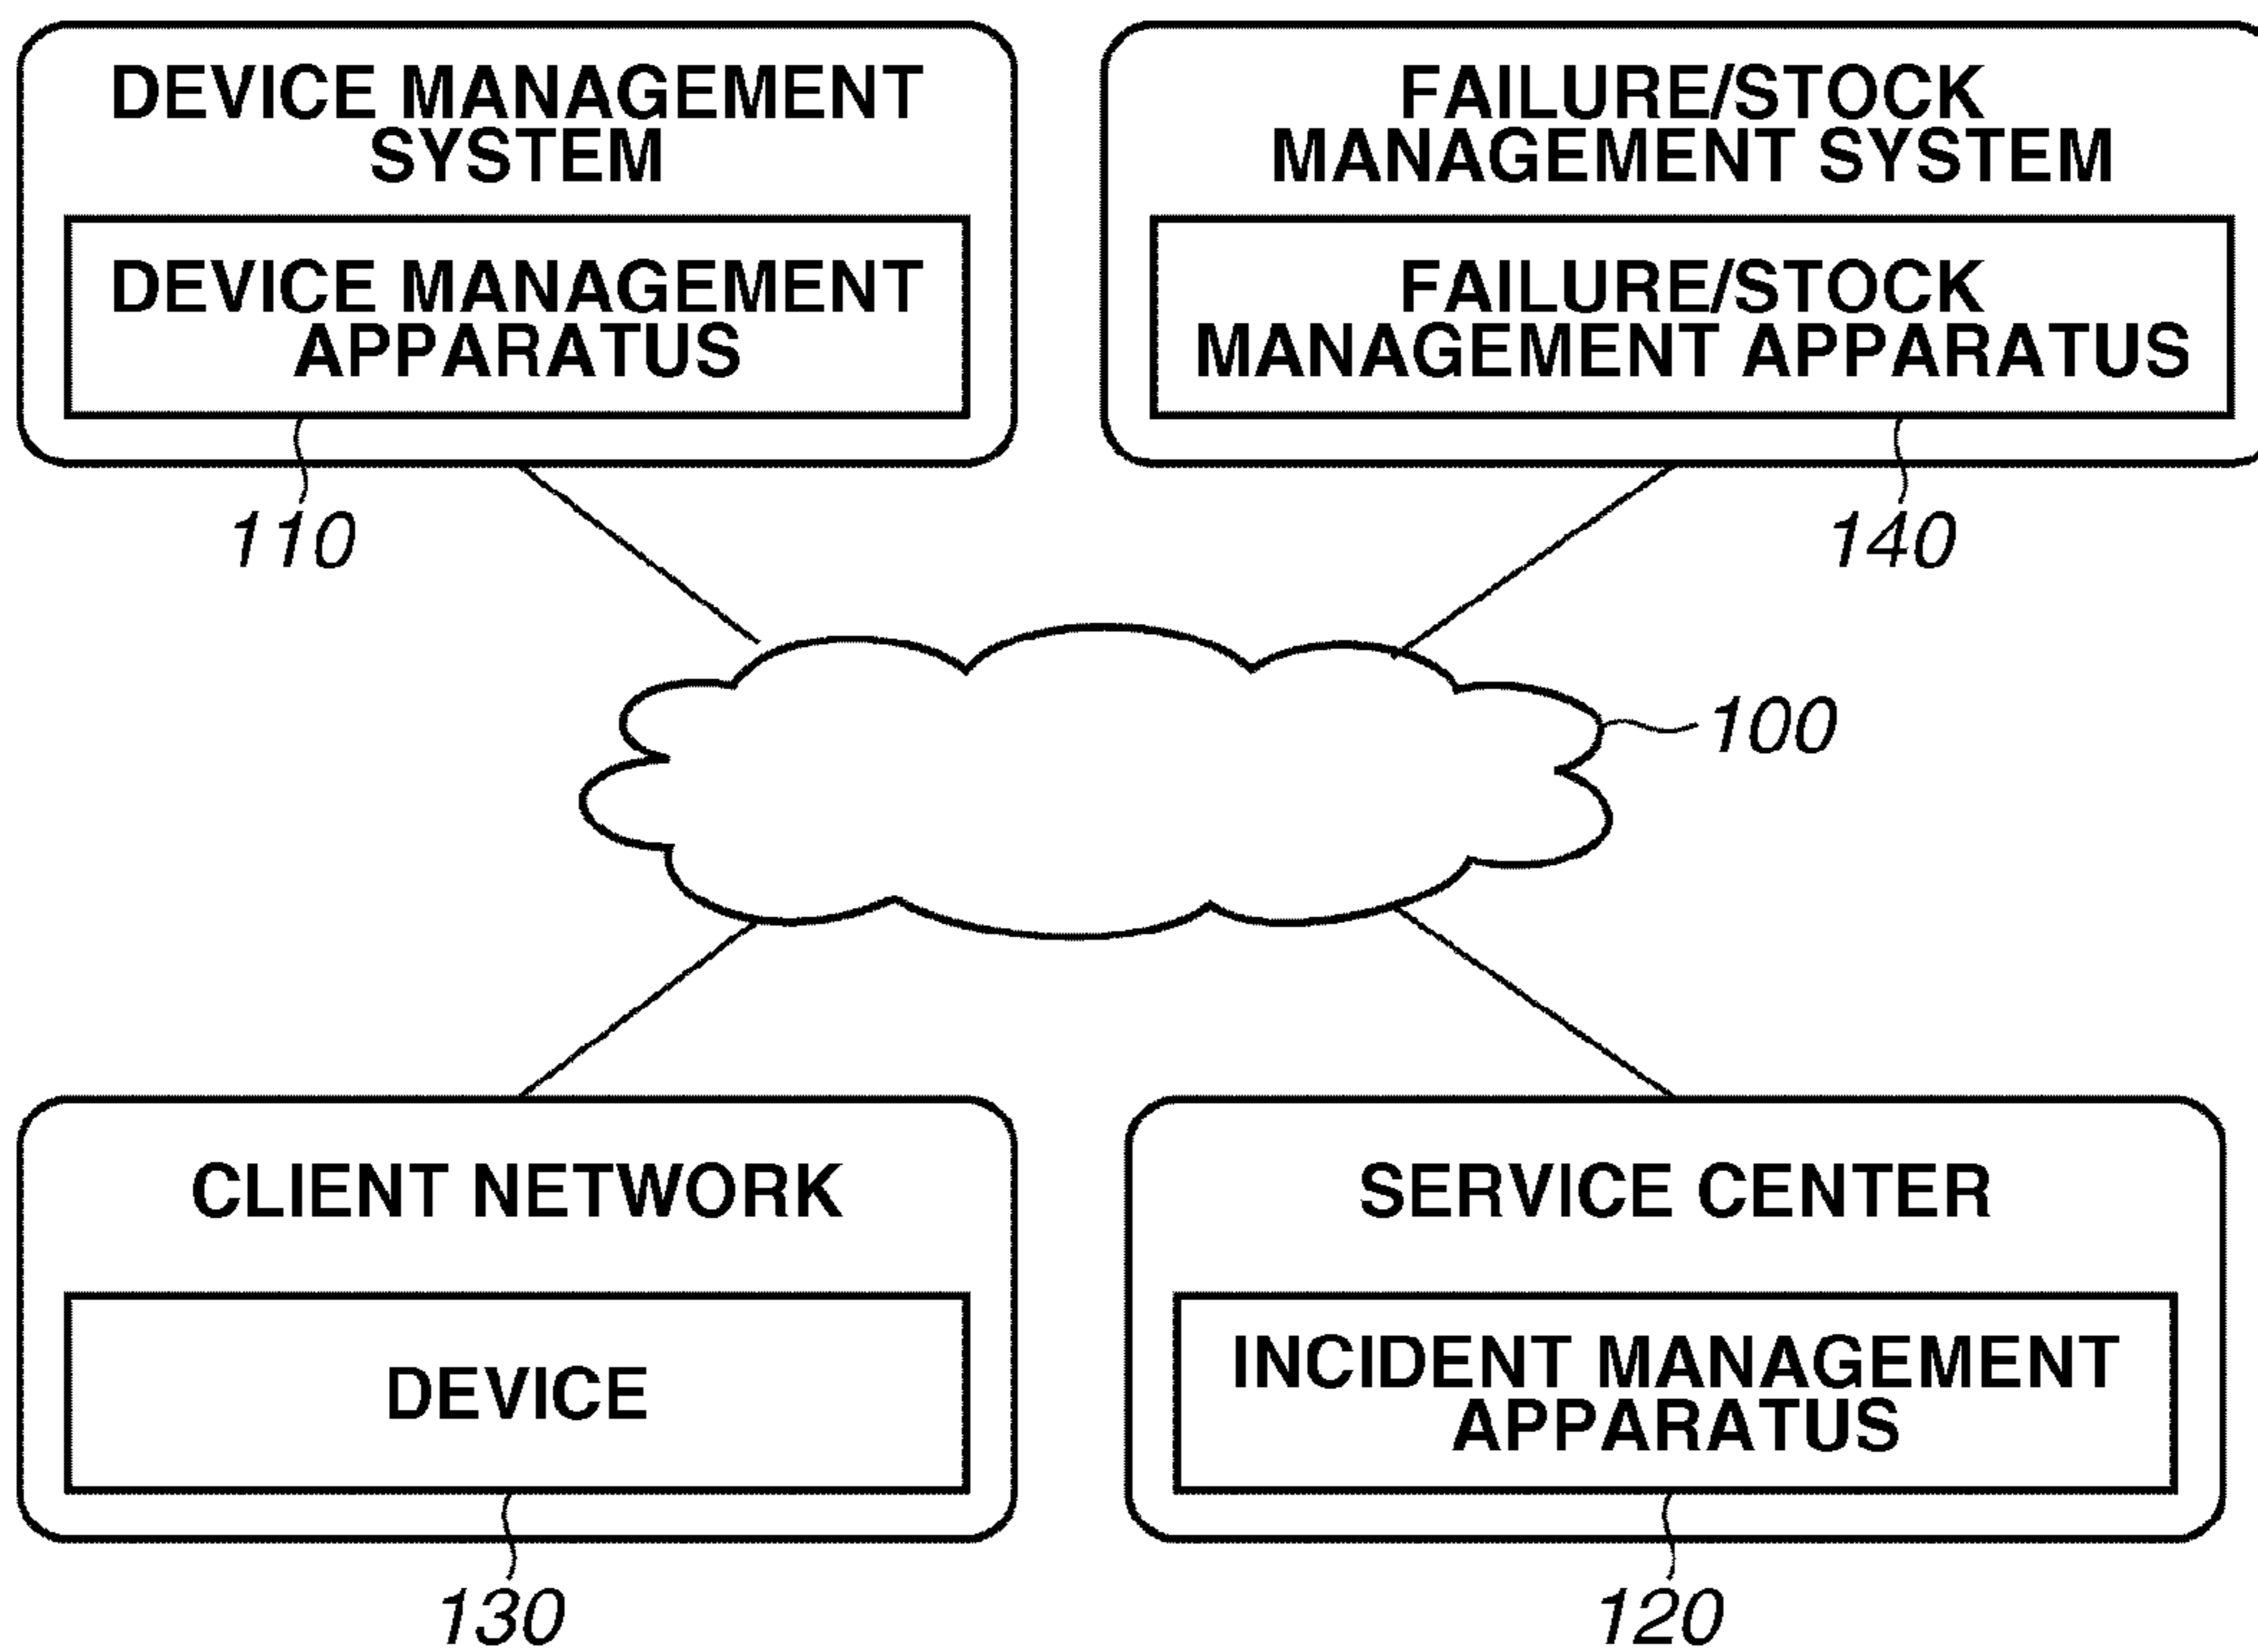 DEVICE MANAGEMENT
SYSTEM
DEVICE MANAGEMENT
APPARATUS
110
FAILURE/STOCK
MANAGEMENT SYSTEM
FAILURE/STOCK
MANAGEMENT APPARATUS
140
100
CLIENT NETWORK
DEVICE
130
SERVICE CENTER
INCIDENT MANAGEMENT
APPARATUS
120